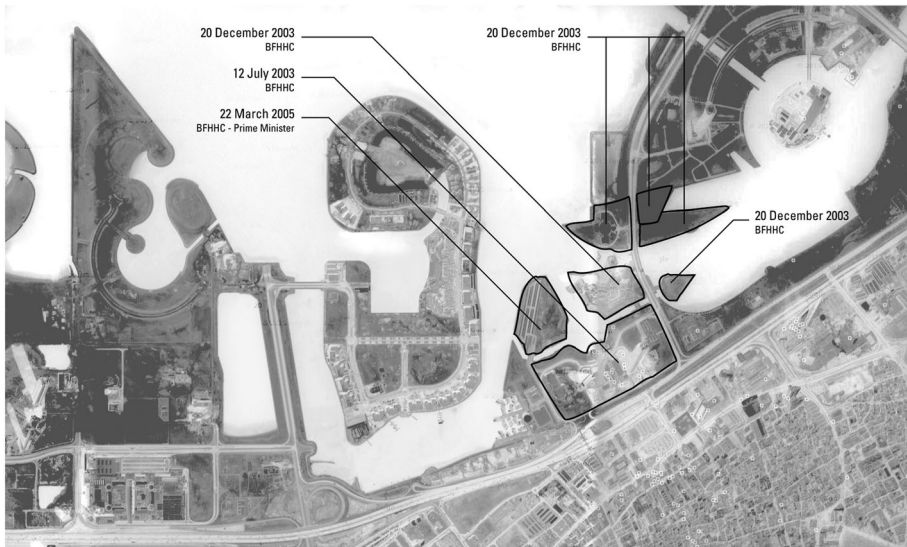 20 December 2003
BFHHC
12 July 2003
BFHHC
22 March 2005
BFHHC - Prime Minister
20 December 2003
BFHHC
20 December 2003
BFHHC